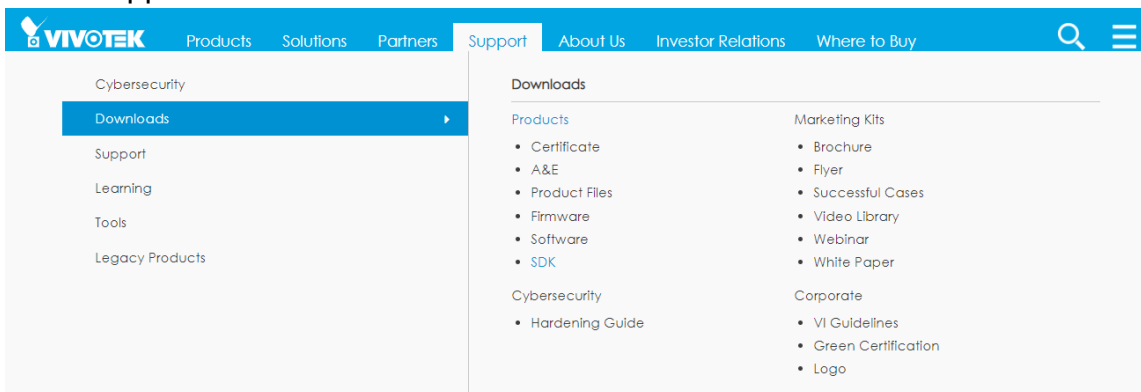 VIVOTEK Products Solutions Partners Support About Us Investor Relations Where to Buy
Cybersecurity
Downloads
Support
Learning
Tools
Legacy Products
Downloads
Products
• Certificate
• A&E
• Product Files
• Firmware
• Software
• SDK
Cybersecurity
• Hardening Guide
Marketing Kits
• Brochure
• Flyer
• Successful Cases
• Video Library
• Webinar
• White Paper
Corporate
• VI Guidelines
• Green Certification
• Logo